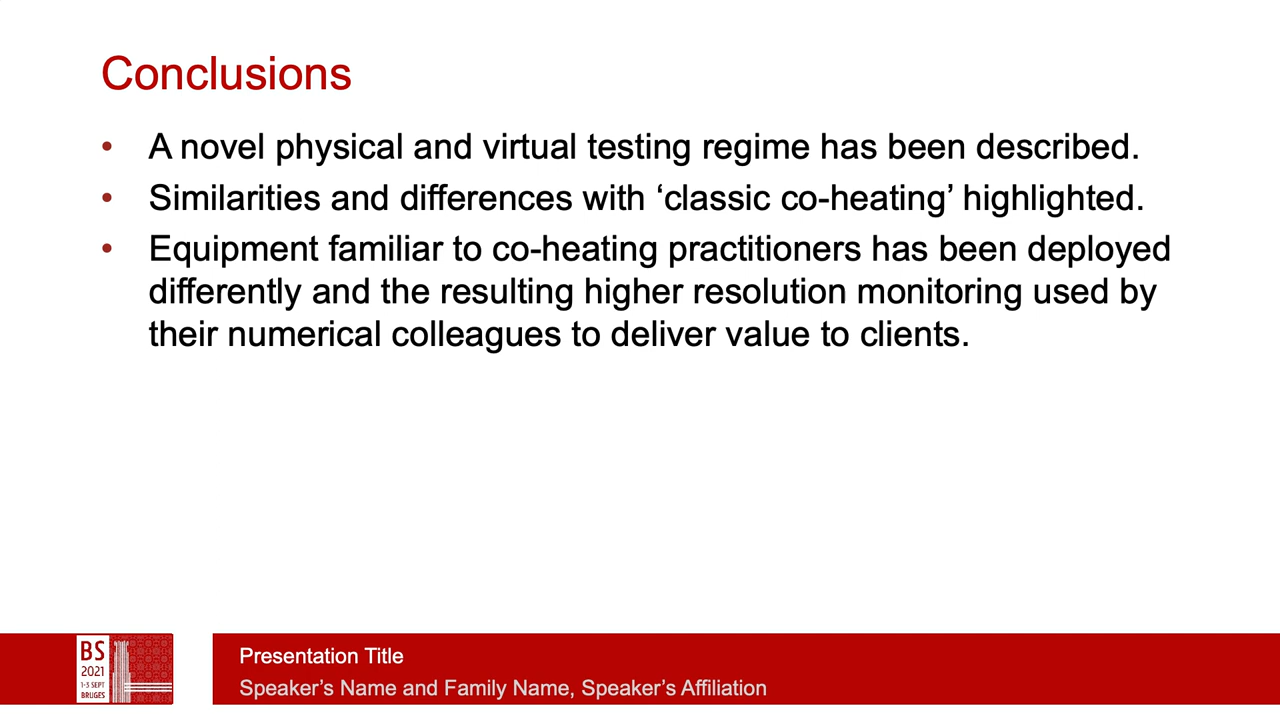 Conclusions
• A novel physical and virtual testing regime has been described.
• Similarities and differences with ‘classic co-heating’ highlighted.
• Equipment familiar to co-heating practitioners has been deployed
differently and the resulting higher resolution monitoring used by
their numerical colleagues to deliver value to clients.
BS
2021
1-3 SEPT
BRUGES
Presentation Title
Speaker’s Name and Family Name, Speaker’s Affiliation